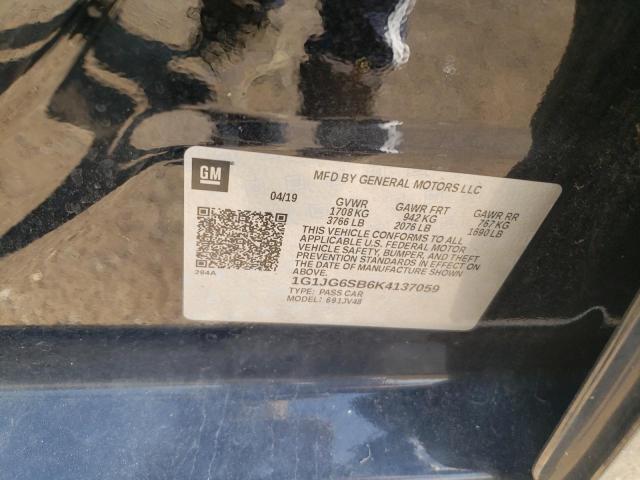 GM
MFD BY GENERAL MOTORS LLC
04/19
GVWR
1708 KG
3766 LB
GAWR FRT
942 KG
2076 LB
GAWR RR
767 KG
1690 LB
THIS VEHICLE CONFORMS TO ALL
APPLICABLE U.S. FEDERAL MOTOR
VEHICLE SAFETY, BUMPER, AND THEFT
PREVENTION STANDARDS IN EFFECT ON
THE DATE OF MANUFACTURE SHOWN
ABOVE.
1G1JG6SB6K4137059
TYPE: PASS CAR
MODEL: 691JV48
294A